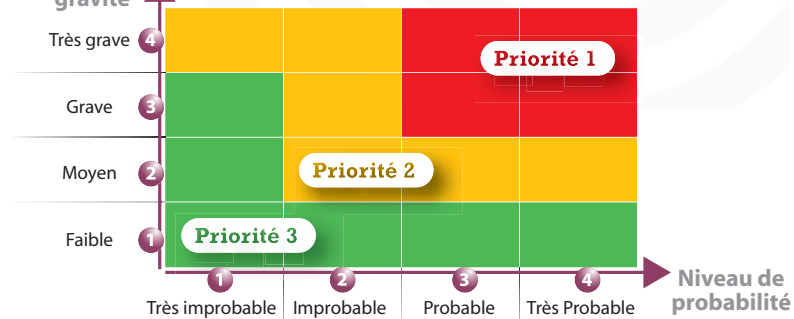 gravité
Très grave 4
Priorité 1
Grave 3
Moyen 2
Priorité 2
Faible 1
Priorité 3
1 2 3 4
Très improbable Improbable Probable Très Probable
Niveau de
probabilité